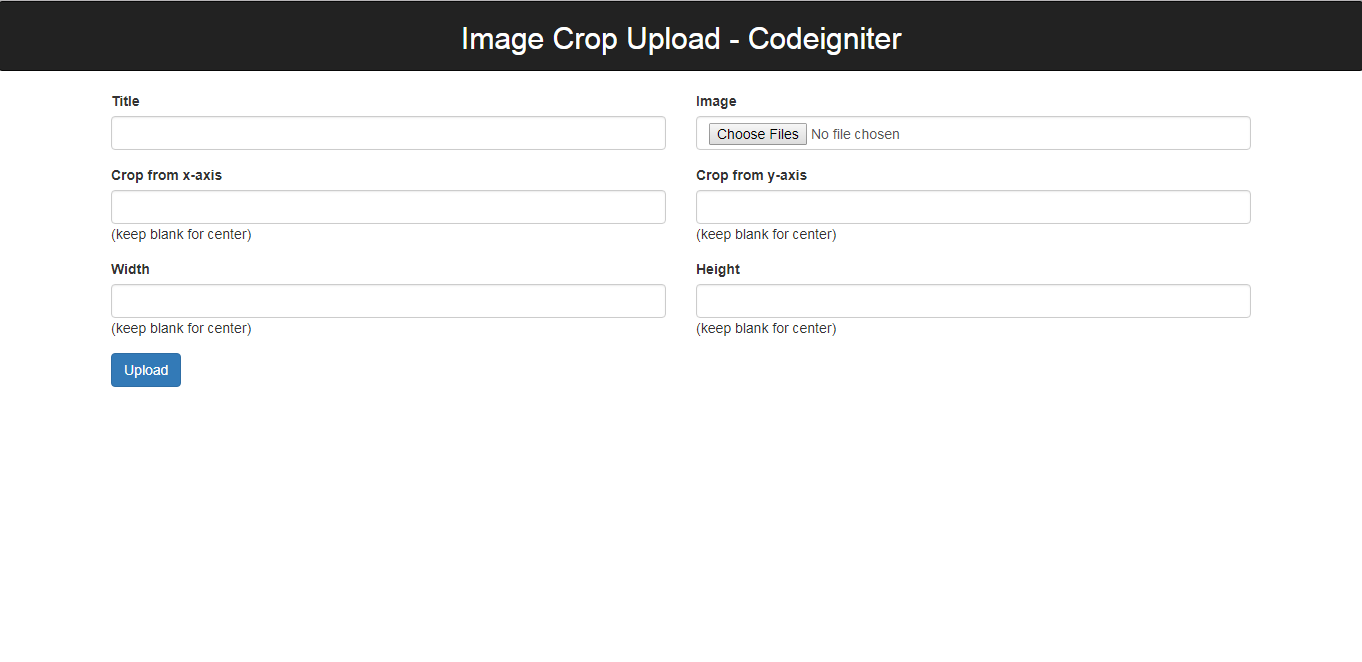 Image Crop Upload - Codeigniter
Title
Image
Choose Files No file chosen
Crop from x-axis
Crop from y-axis
(keep blank for center)
(keep blank for center)
Width
Height
(keep blank for center)
(keep blank for center)
Upload